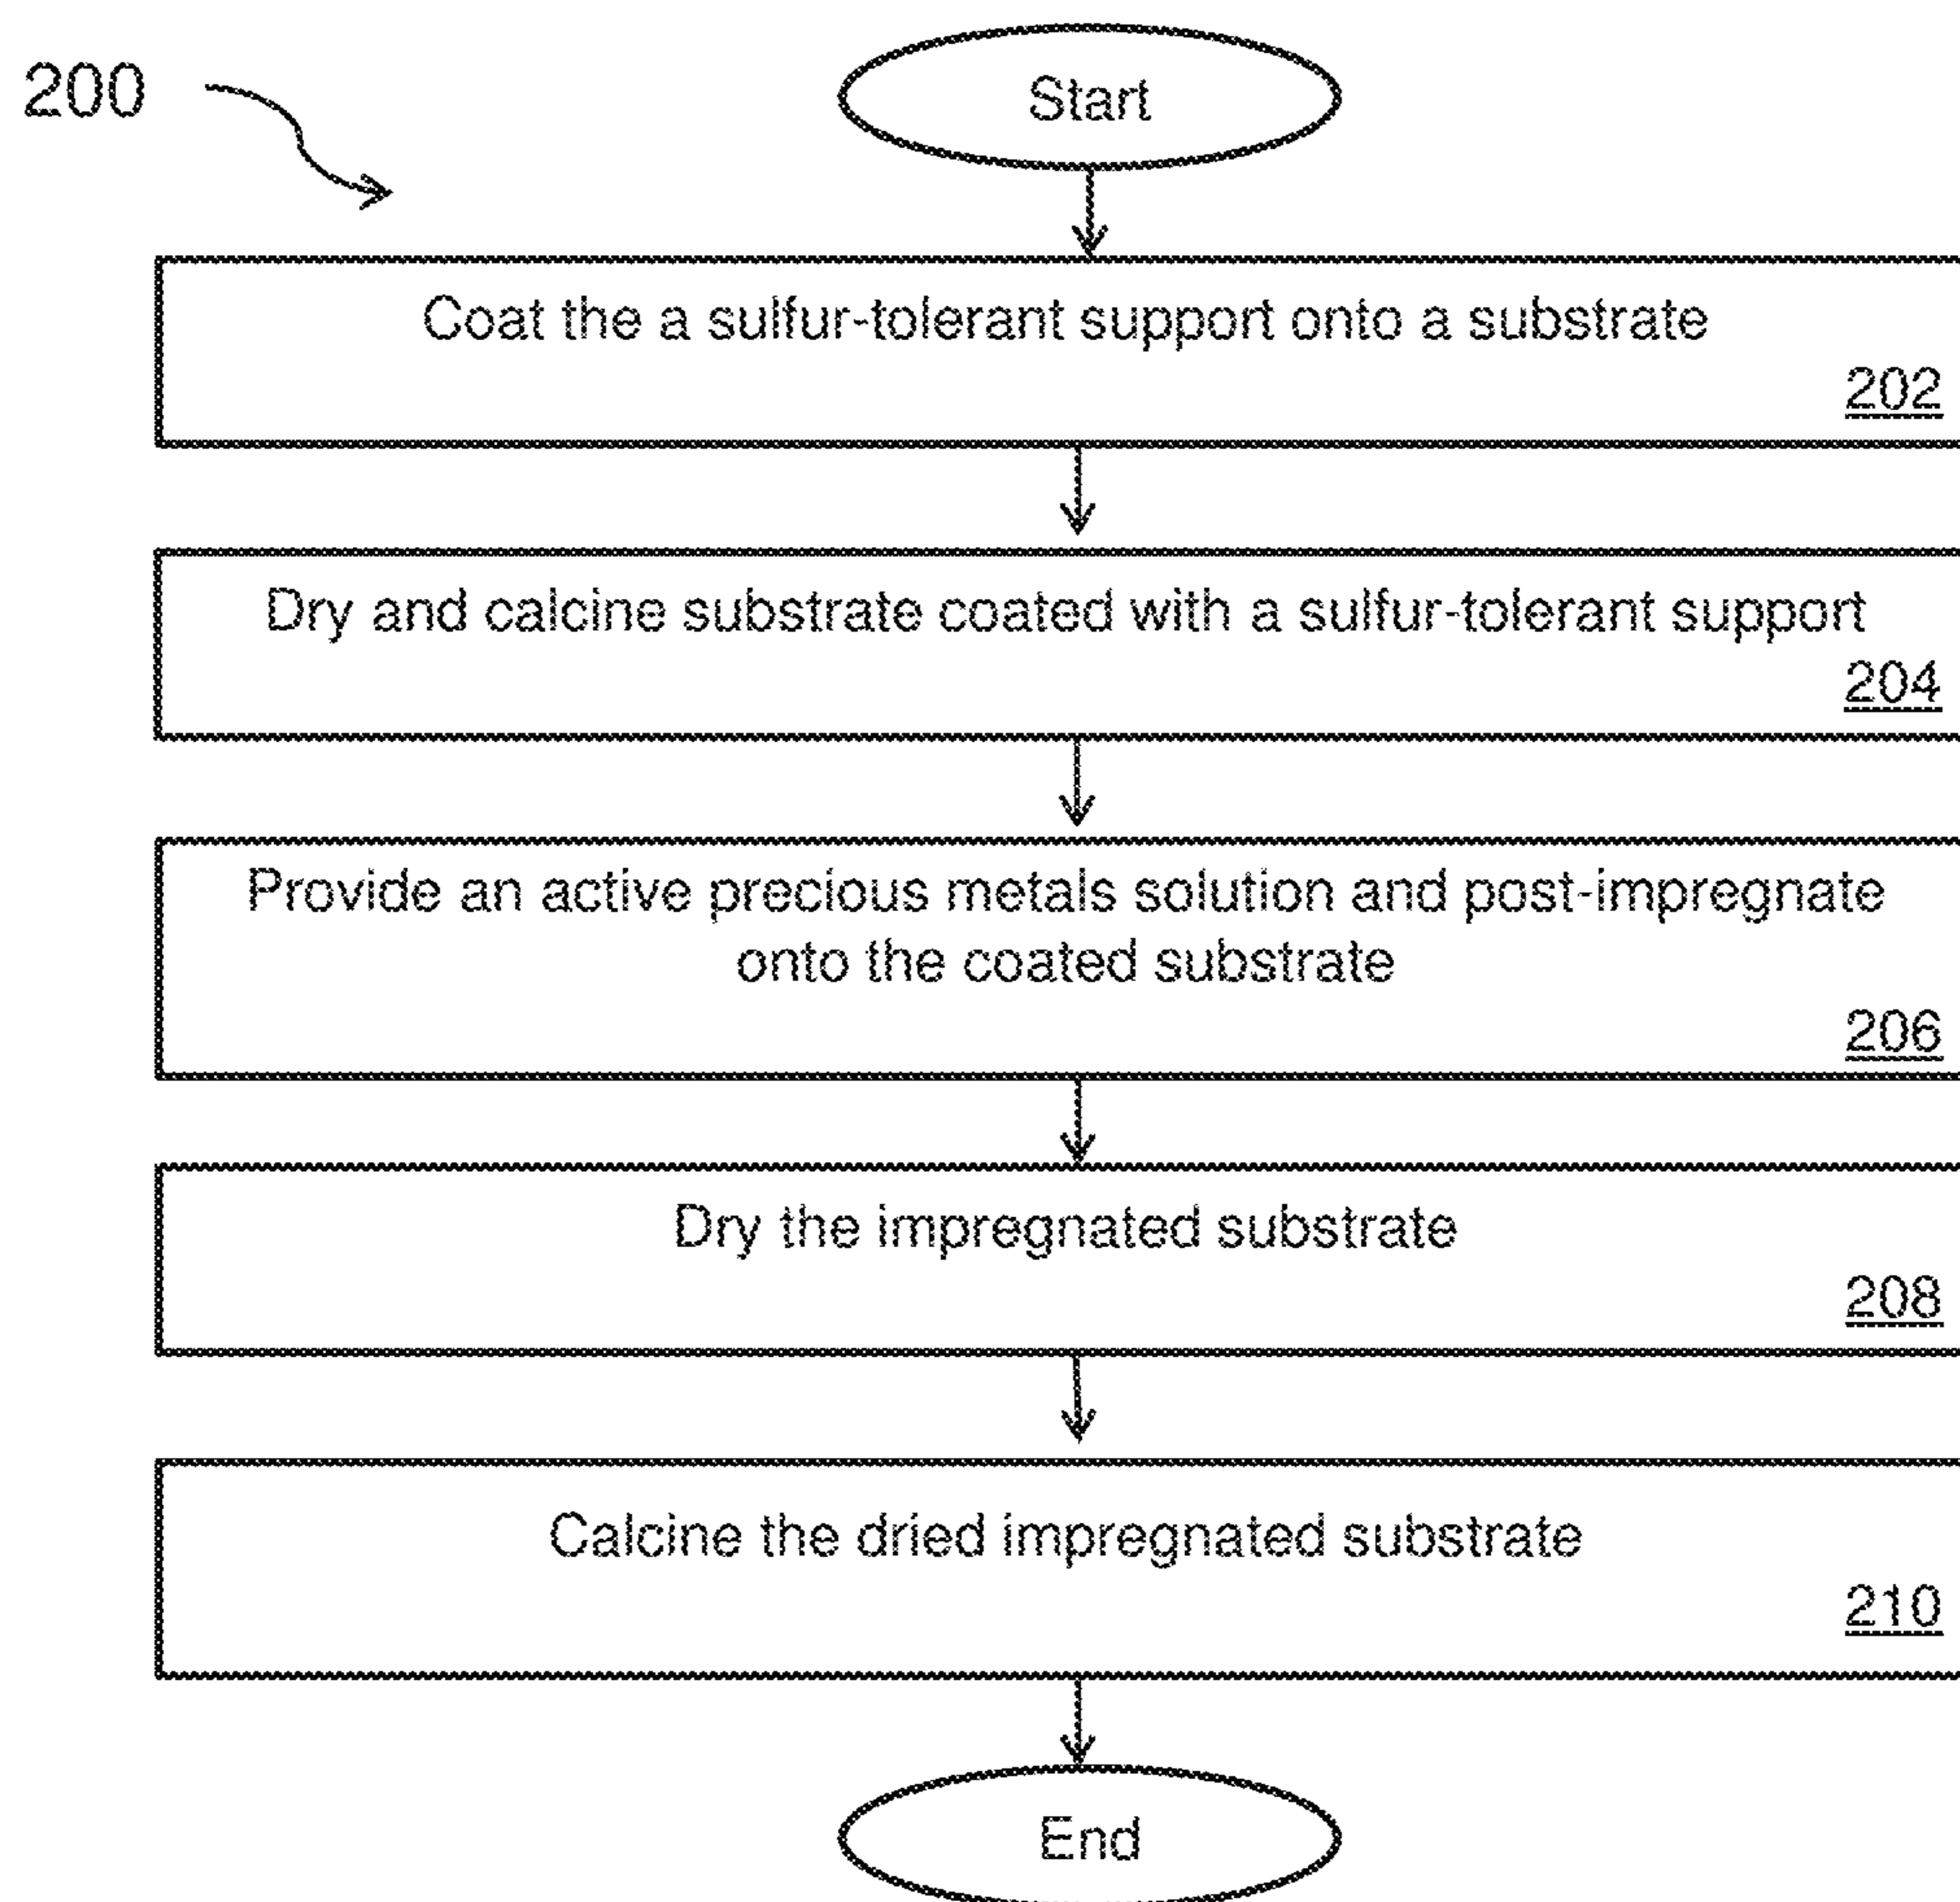 200
Start
Coat the a sulfur-tolerant support onto a substrate
202
Dry and calcine substrate coated with a sulfur-tolerant support
204
Provide an active precious metals solution and post-impregnate
onto the coated substrate
206
Dry the impregnated substrate
208
Calcine the dried impregnated substrate
210
End